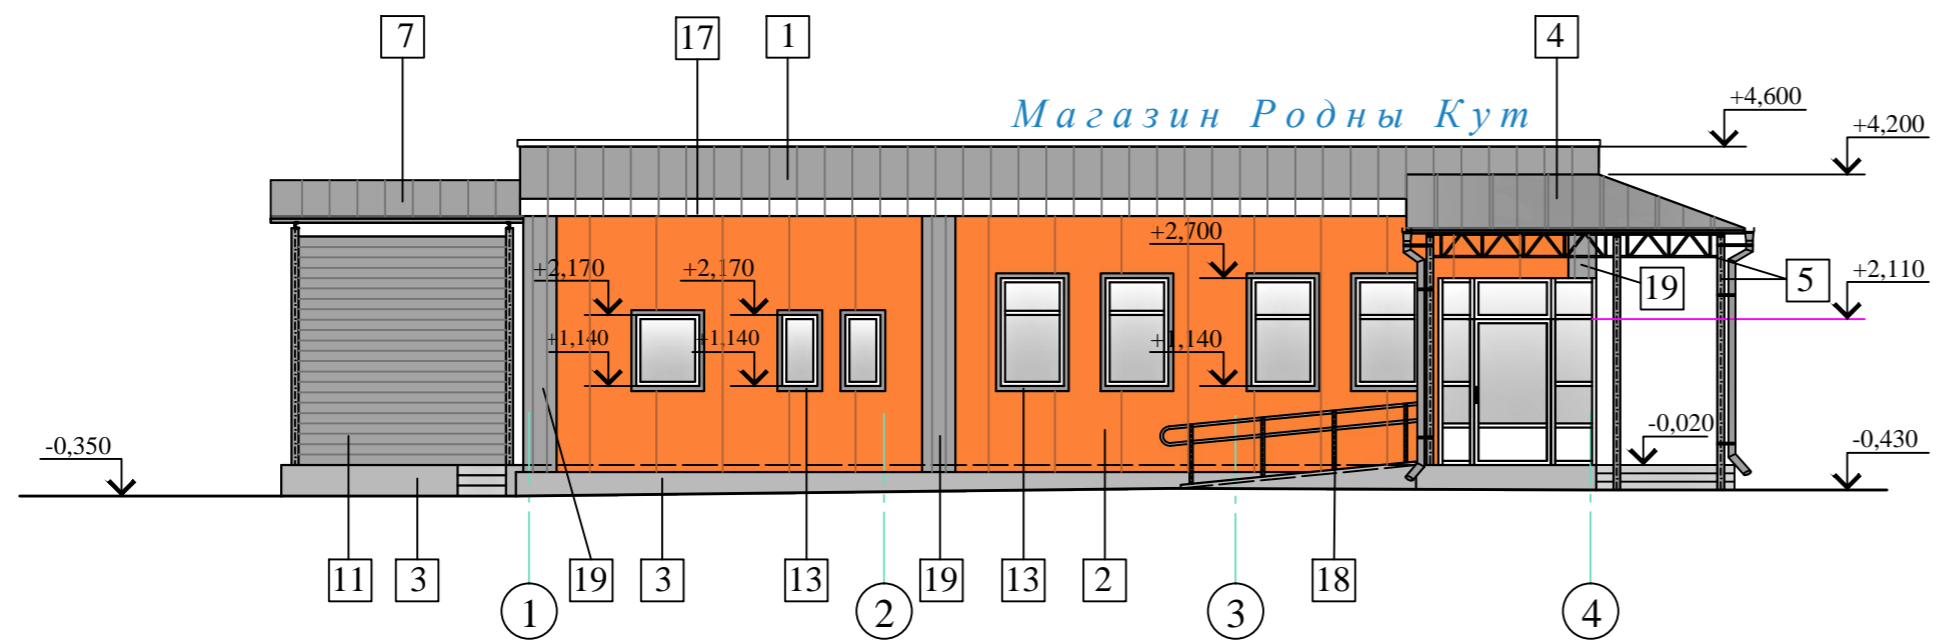 7 17 1 4
Магазин Родны Кут
+4,600
+4,200
+2,700
+2,170 +2,170 +2,110
19 5
+1,140 +1,140 +1,140
-0,350 -0,020 -0,430
11 3 19 3 13 19 13 2 18
1 2 3 4